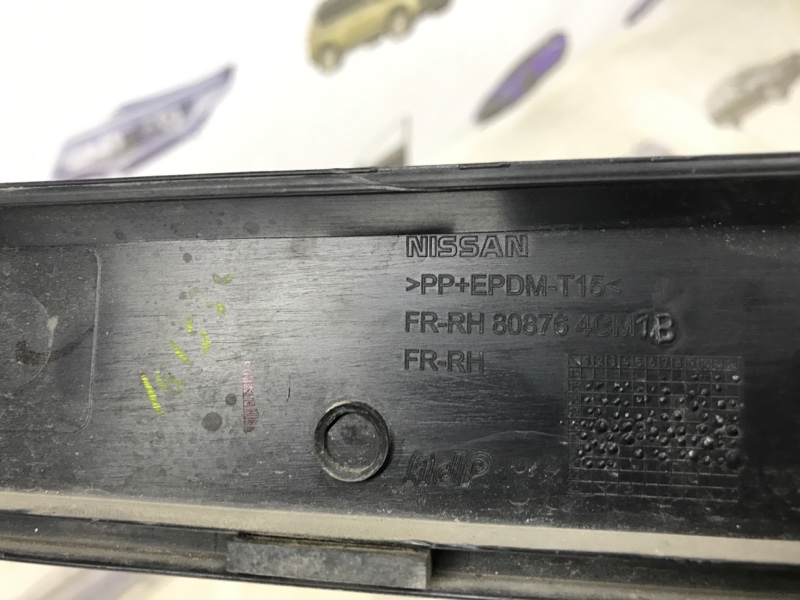 NISSAN
>PP+EPDM-T15<
FR-RH 80876 4CM1B
FR-RH